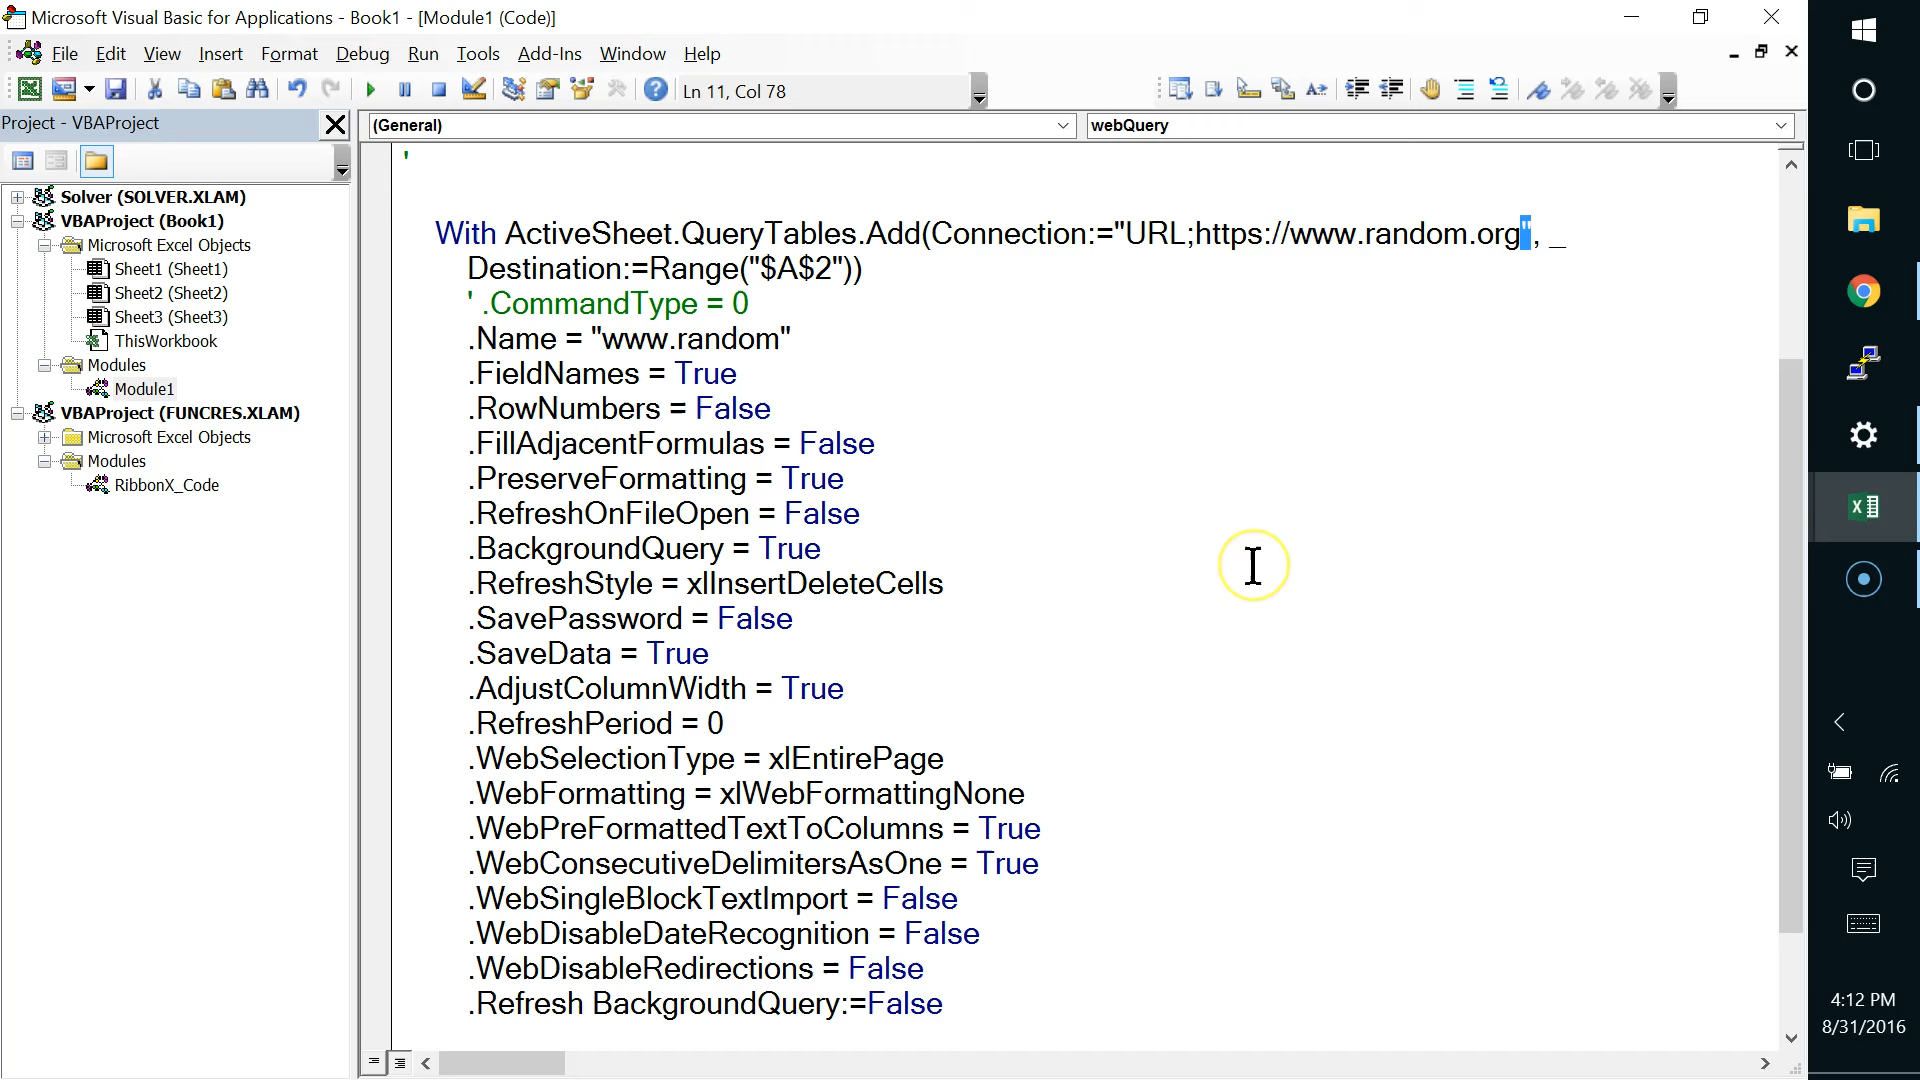 Microsoft Visual Basic for Applications - Book1 - [Module1 (Code)]
File Edit View Insert Format Debug Run Tools Add-Ins Window Help
Ln 11, Col 78
Project - VBAProject
(General)
webQuery
Solver (SOLVER.XLAM)
VBAProject (Book1)
Microsoft Excel Objects
Sheet1 (Sheet1)
Sheet2 (Sheet2)
Sheet3 (Sheet3)
ThisWorkbook
Modules
Module1
VBAProject (FUNCRES.XLAM)
Microsoft Excel Objects
Modules
RibbonX_Code
'
With ActiveSheet.QueryTables.Add(Connection:="URL;https://www.random.org", _
Destination:=Range("$A$2"))
' .CommandType = 0
.Name = "www.random"
.FieldNames = True
.RowNumbers = False
.FillAdjacentFormulas = False
.PreserveFormatting = True
.RefreshOnFileOpen = False
.BackgroundQuery = True
.RefreshStyle = xlInsertDeleteCells
.SavePassword = False
.SaveData = True
.AdjustColumnWidth = True
.RefreshPeriod = 0
.WebSelectionType = xlEntirePage
.WebFormatting = xlWebFormattingNone
.WebPreFormattedTextToColumns = True
.WebConsecutiveDelimitersAsOne = True
.WebSingleBlockTextImport = False
.WebDisableDateRecognition = False
.WebDisableRedirections = False
.Refresh BackgroundQuery:=False
4:12 PM
8/31/2016